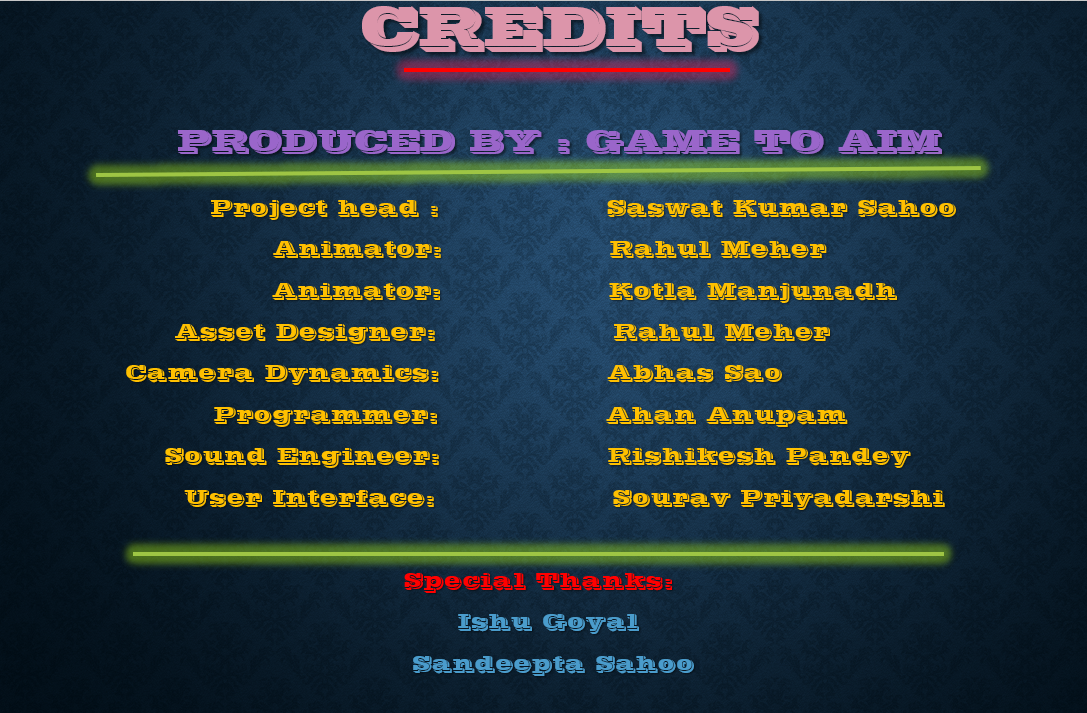 CREDITS
PRODUCED BY : GAME TO AIM
Project head : Saswat Kumar Sahoo
Animator: Rahul Meher
Animator: Kotla Manjunadh
Asset Designer: Rahul Meher
Camera Dynamics: Abhas Sao
Programmer: Ahan Anupam
Sound Engineer: Rishikesh Pandey
User Interface: Sourav Priyadarshi
Special Thanks:
Ishu Goyal
Sandeepta Sahoo